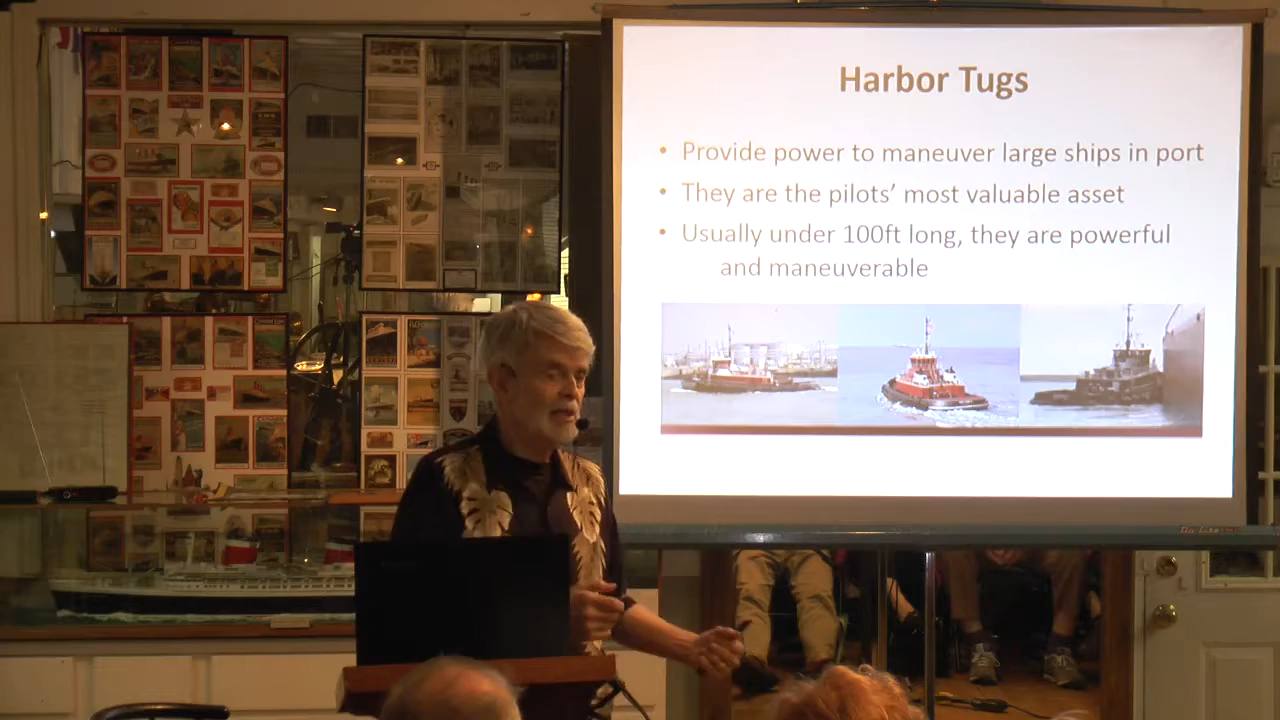 Harbor Tugs
• Provide power to maneuver large ships in port
• They are the pilots’ most valuable asset
• Usually under 100ft long, they are powerful
and maneuverable